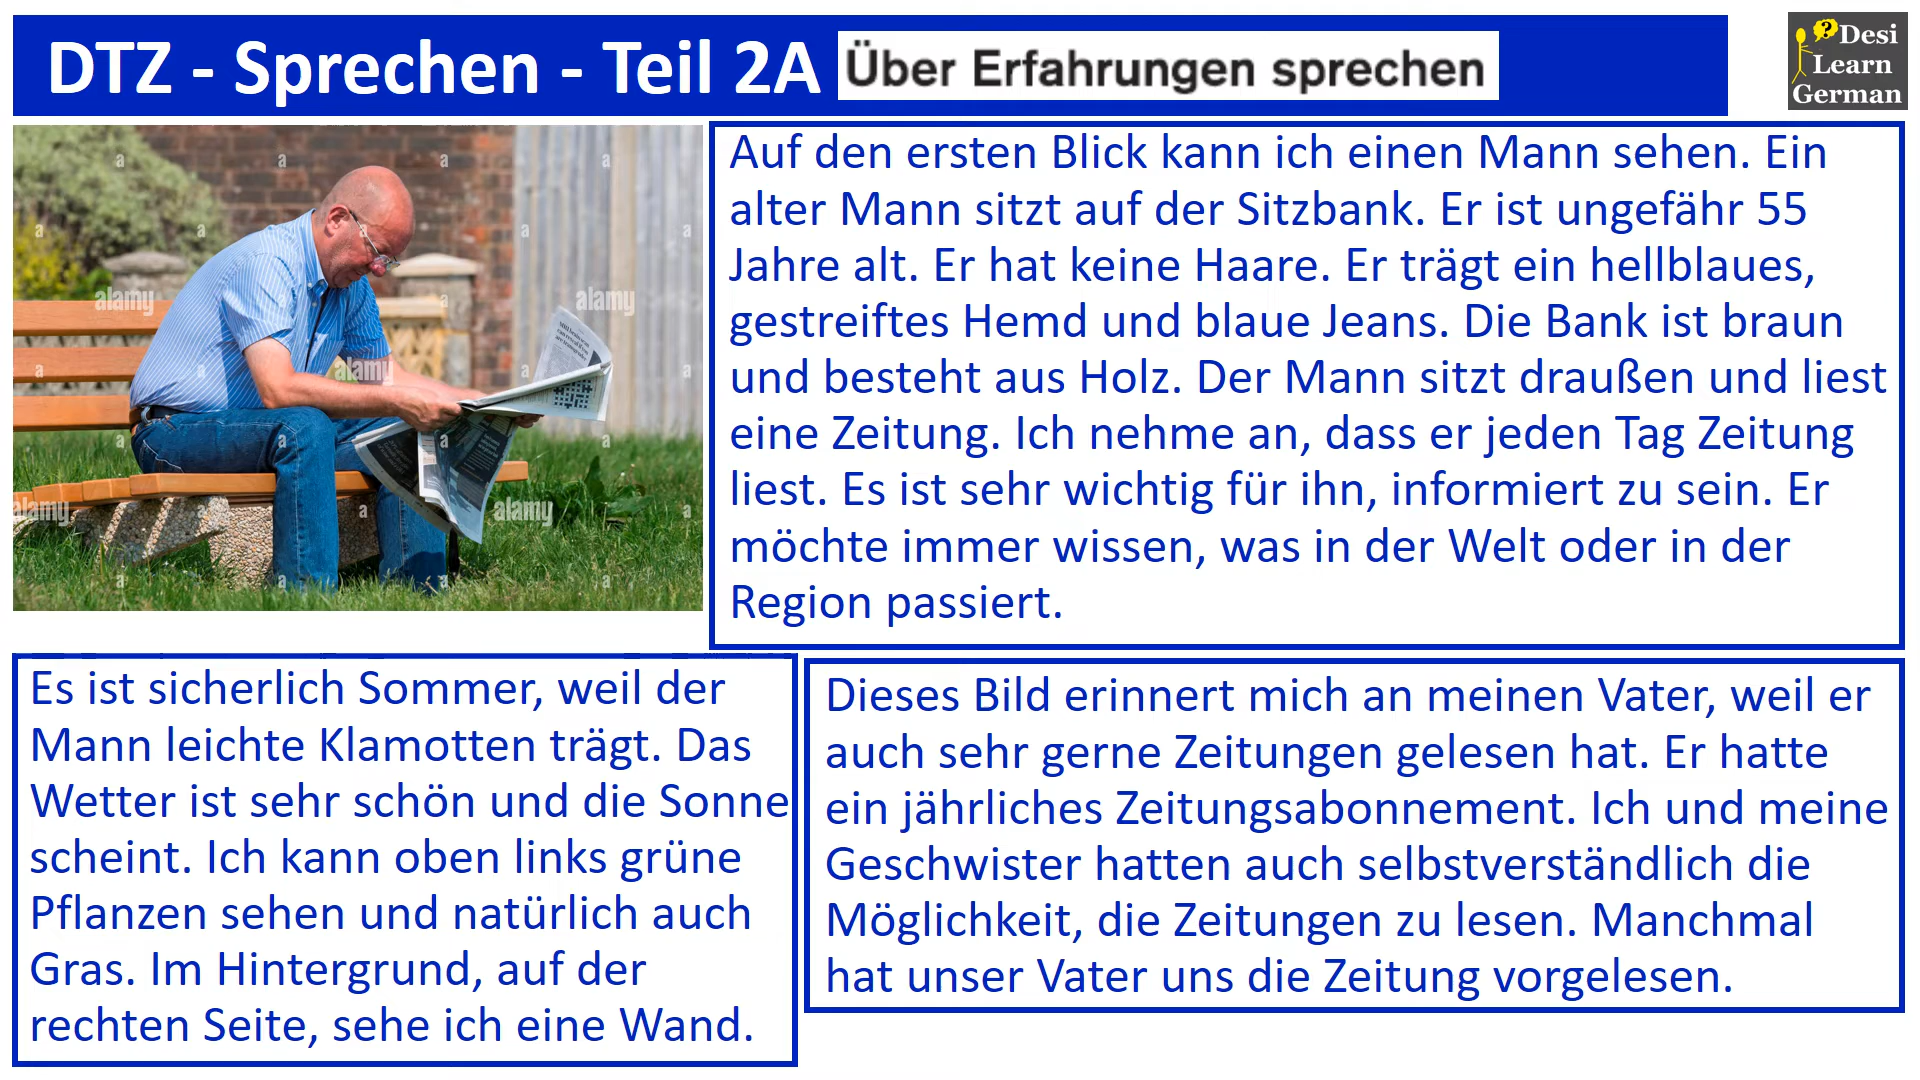 DTZ - Sprechen - Teil 2A Über Erfahrungen sprechen
? Desi
Learn
German
Auf den ersten Blick kann ich einen Mann sehen. Ein
alter Mann sitzt auf der Sitzbank. Er ist ungefähr 55
Jahre alt. Er hat keine Haare. Er trägt ein hellblaues,
gestreiftes Hemd und blaue Jeans. Die Bank ist braun
und besteht aus Holz. Der Mann sitzt draußen und liest
eine Zeitung. Ich nehme an, dass er jeden Tag Zeitung
liest. Es ist sehr wichtig für ihn, informiert zu sein. Er
möchte immer wissen, was in der Welt oder in der
Region passiert.
a a a a
a a a a
alamy alamy
a a a a
a alamy a a
a a a
alamy a alamy a
a a a
Es ist sicherlich Sommer, weil der
Mann leichte Klamotten trägt. Das
Wetter ist sehr schön und die Sonne
scheint. Ich kann oben links grüne
Pflanzen sehen und natürlich auch
Gras. Im Hintergrund, auf der
rechten Seite, sehe ich eine Wand.
Dieses Bild erinnert mich an meinen Vater, weil er
auch sehr gerne Zeitungen gelesen hat. Er hatte
ein jährliches Zeitungsabonnement. Ich und meine
Geschwister hatten auch selbstverständlich die
Möglichkeit, die Zeitungen zu lesen. Manchmal
hat unser Vater uns die Zeitung vorgelesen.